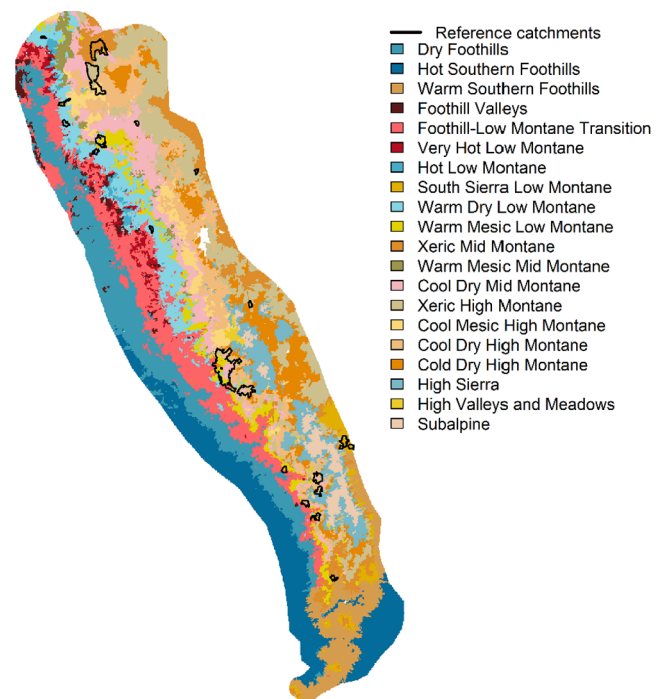 Reference catchments
Dry Foothills
Hot Southern Foothills
Warm Southern Foothills
Foothill Valleys
Foothill-Low Montane Transition
Very Hot Low Montane
Hot Low Montane
South Sierra Low Montane
Warm Dry Low Montane
Warm Mesic Low Montane
Xeric Mid Montane
Warm Mesic Mid Montane
Cool Dry Mid Montane
Xeric High Montane
Cool Mesic High Montane
Cool Dry High Montane
Cold Dry High Montane
High Sierra
High Valleys and Meadows
Subalpine